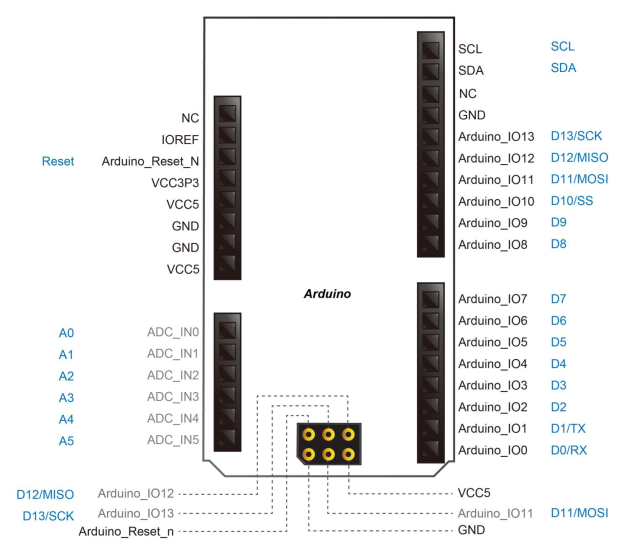 SCL SCL
SDA SDA
NC
GND
NC
Arduino_IO13 D13/SCK
IOREF
Arduino_IO12 D12/MISO
Reset Arduino_Reset_N
Arduino_IO11 D11/MOSI
VCC3P3
Arduino_IO10 D10/SS
VCC5
Arduino_IO9 D9
GND
Arduino_IO8 D8
GND
VCC5
Arduino
Arduino_IO7 D7
Arduino_IO6 D6
A0 ADC_IN0
Arduino_IO5 D5
A1 ADC_IN1
Arduino_IO4 D4
A2 ADC_IN2
Arduino_IO3 D3
A3 ADC_IN3
Arduino_IO2 D2
A4 ADC_IN4
Arduino_IO1 D1/TX
A5 ADC_IN5
Arduino_IO0 D0/RX
D12/MISO Arduino_IO12
VCC5
D13/SCK Arduino_IO13
Arduino_IO11 D11/MOSI
Arduino_Reset_n
GND